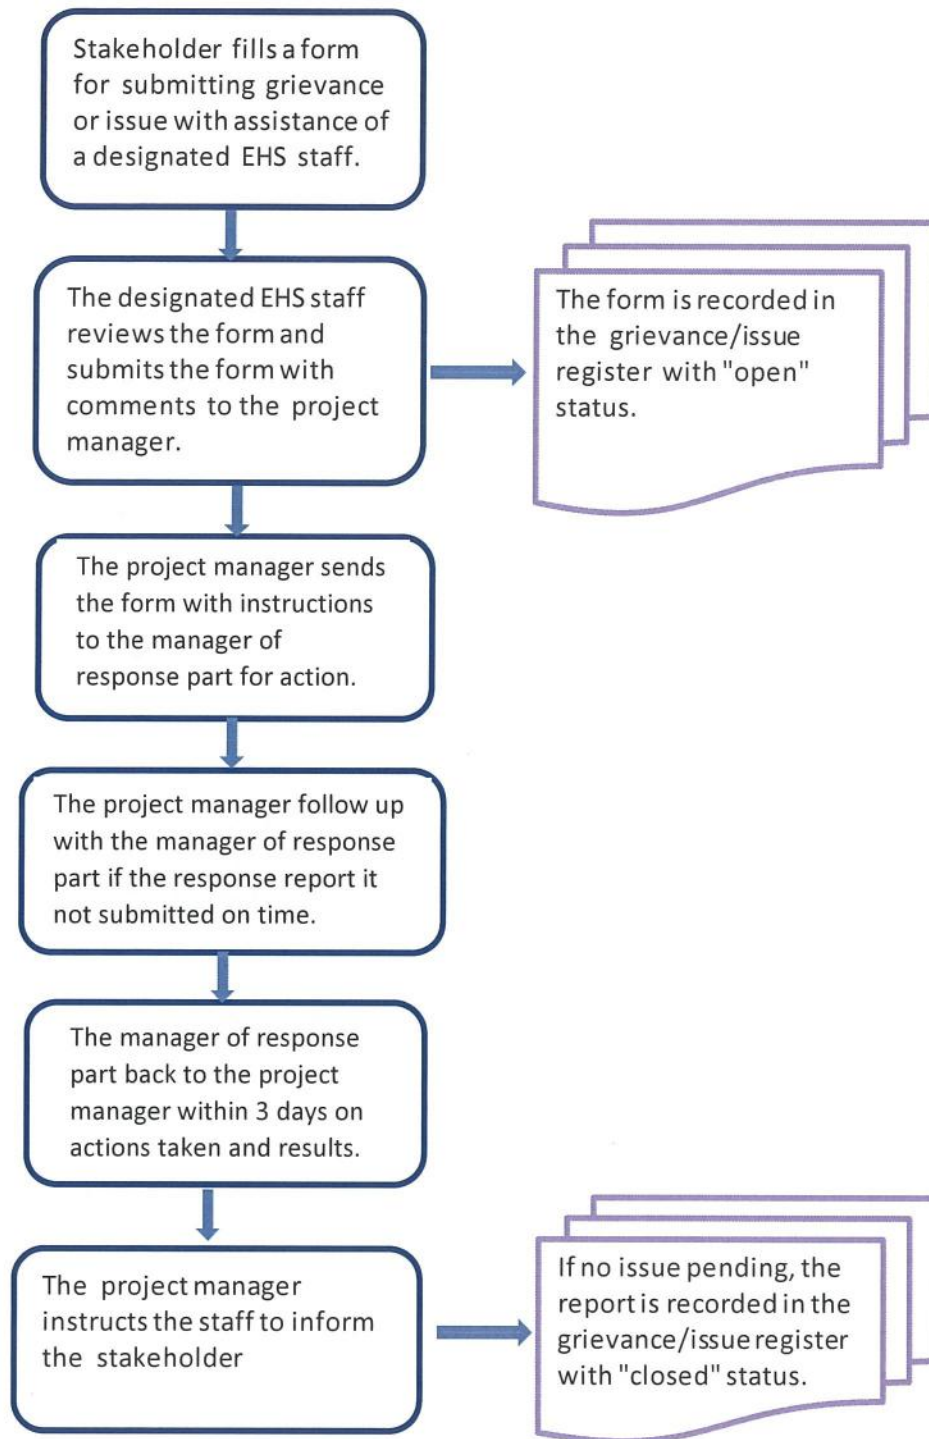 Stakeholder fills a form
for submitting grievance
or issue with assistance of
a designated EHS staff.
The designated EHS staff
reviews the form and
submits the form with
comments to the project
manager.
The form is recorded in
the grievance/issue
register with "open"
status.
The project manager sends
the form with instructions
to the manager of
response part for action.
The project manager follow up
with the manager of response
part if the response report it
not submitted on time.
The manager of response
part back to the project
manager within 3 days on
actions taken and results.
The project manager
instructs the staff to inform
the stakeholder
If no issue pending, the
report is recorded in the
grievance/issue register
with "closed" status.